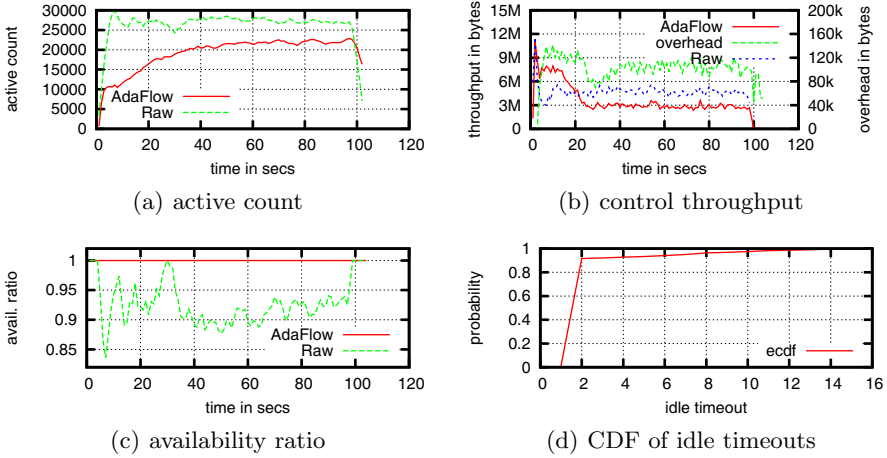 active count
30000
25000
20000
15000
10000
5000
0
AdaFlow
Raw
0 20 40 60 80 100 120
time in secs
(a) active count
throughput in bytes
15M
12M
9M
6M
3M
0
AdaFlow
overhead
Raw
200k
160k
120k
80k
40k
0
overhead in bytes
0 20 40 60 80 100 120
time in secs
(b) control throughput
avail. ratio
1
0.95
0.9
0.85
AdaFlow
Raw
0 20 40 60 80 100 120
time in secs
(c) availability ratio
probability
1
0.8
0.6
0.4
0.2
0
ecdf
0 2 4 6 8 10 12 14 16
idle timeout
(d) CDF of idle timeouts